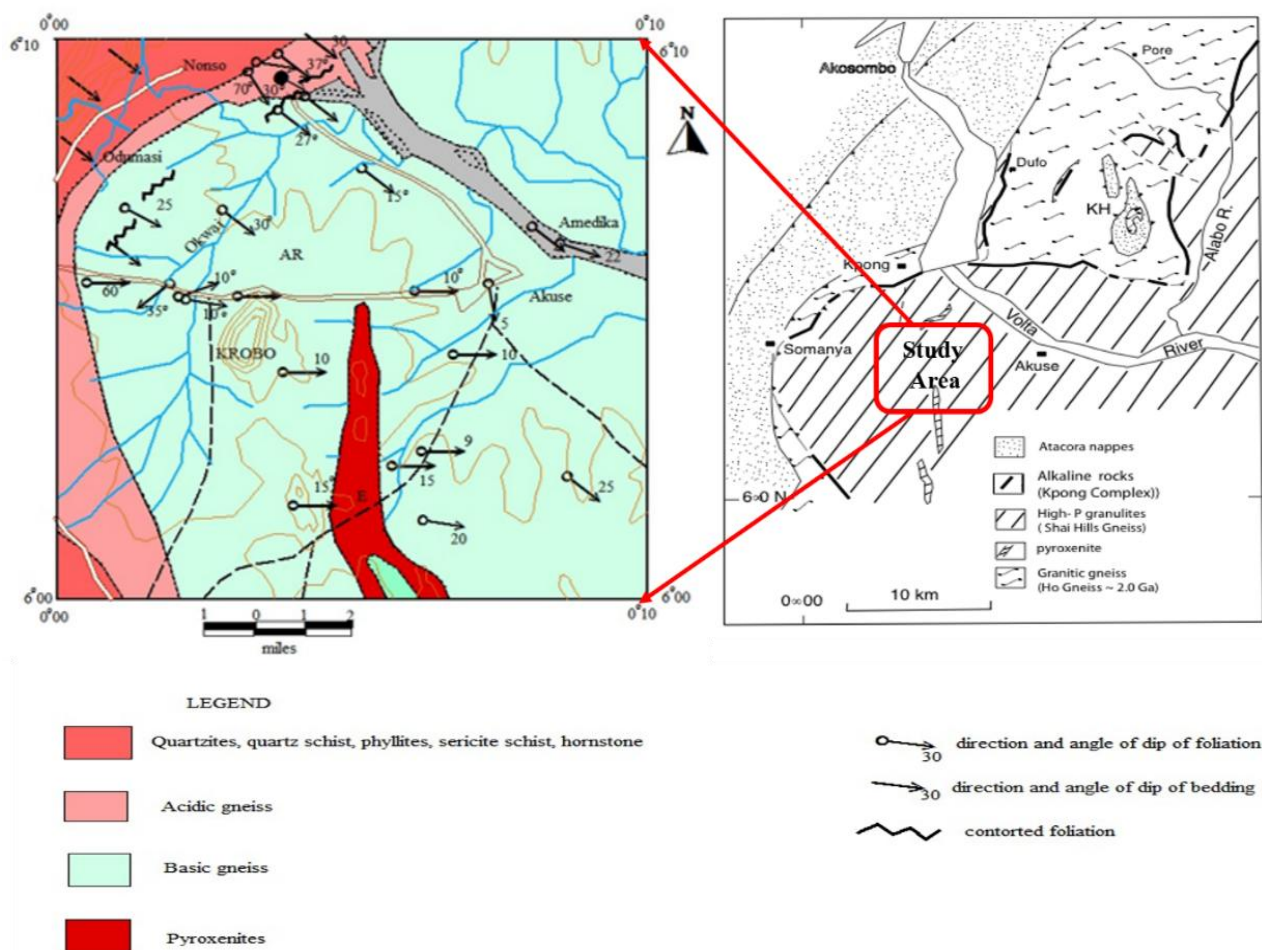 0°00
0°10
6°10
6°10
30
Nonso
37°
70°
30°
27°
Odumasi
25
15°
Okwai
30°
Amedika
AR
22
10°
10°
60°
35°
10°
Akuse
5
KROBO
10
10
9
15
25
15°
E
20
6°00
6°00
0°00
0°10
1 0 1 2
miles
N
Pore
Akosombo
Dufo
KH
Alabo R.
Kpong
Volta
River
Somanya
Study
Area
Akuse
Atacora nappes
Alkaline rocks
(Kpong Complex))
High- P granulites
( Shai Hills Gneiss)
pyroxenite
Granitic gneiss
(Ho Gneiss ~ 2.0 Ga)
6∞0 N
0∞00
10 km
LEGEND
Quartzites, quartz schist, phyllites, sericite schist, hornstone
Acidic gneiss
Basic gneiss
Pyroxenites
30
direction and angle of dip of foliation
30
direction and angle of dip of bedding
contorted foliation